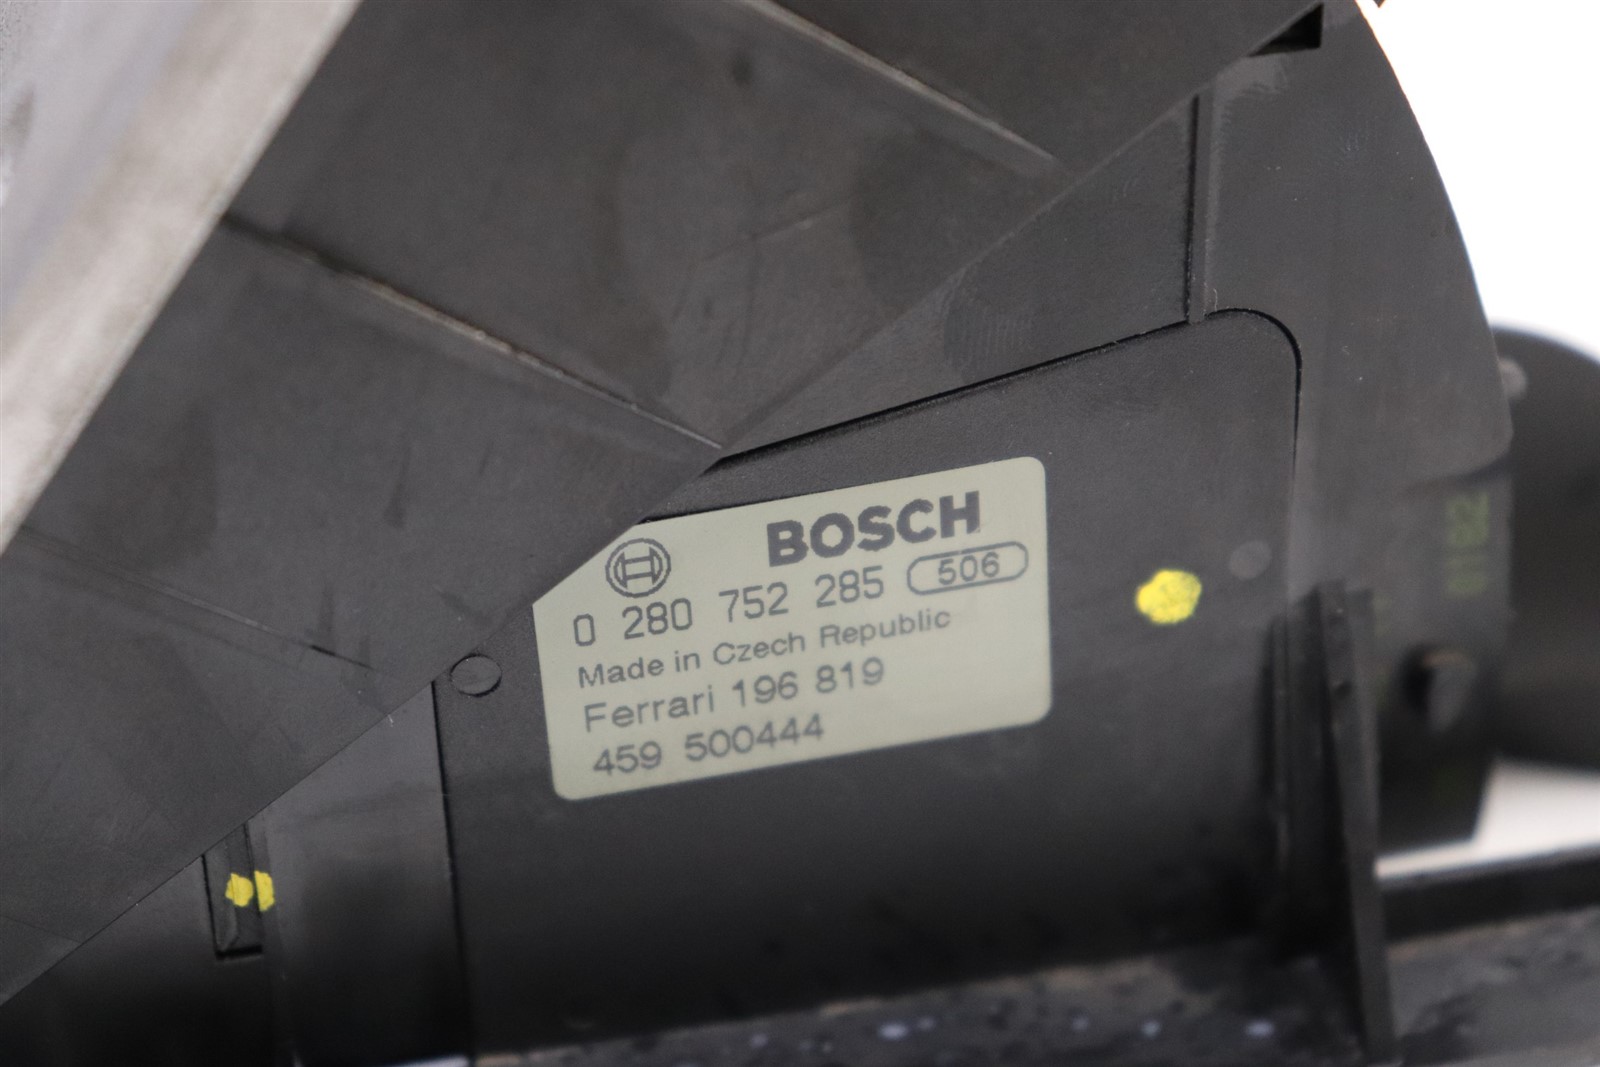 BOSCH
0 280 752 285 506
Made in Czech Republic
Ferrari 196 819
459 500444